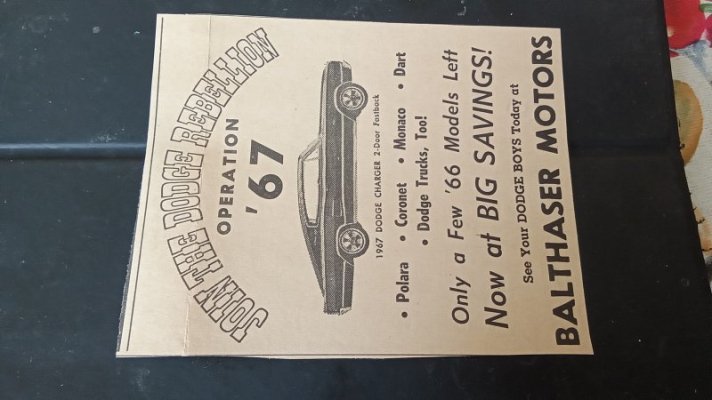 JOIN THE DODGE REBELLION
OPERATION
'67
1967 DODGE CHARGER 2-Door Fastback
• Polara • Coronet • Monaco • Dart
• Dodge Trucks, Too!
Only a Few '66 Models Left
Now at BIG SAVINGS!
See Your DODGE BOYS Today at
BALTHASER MOTORS